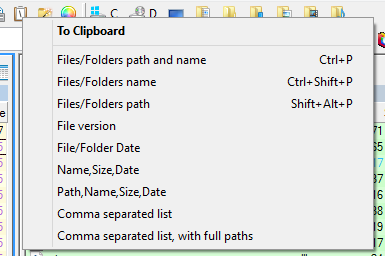 C
D
To Clipboard
Files/Folders path and name Ctrl+P
Files/Folders name Ctrl+Shift+P
Files/Folders path Shift+Alt+P
File version
File/Folder Date
Name,Size,Date
Path,Name,Size,Date
Comma separated list
Comma separated list, with full paths